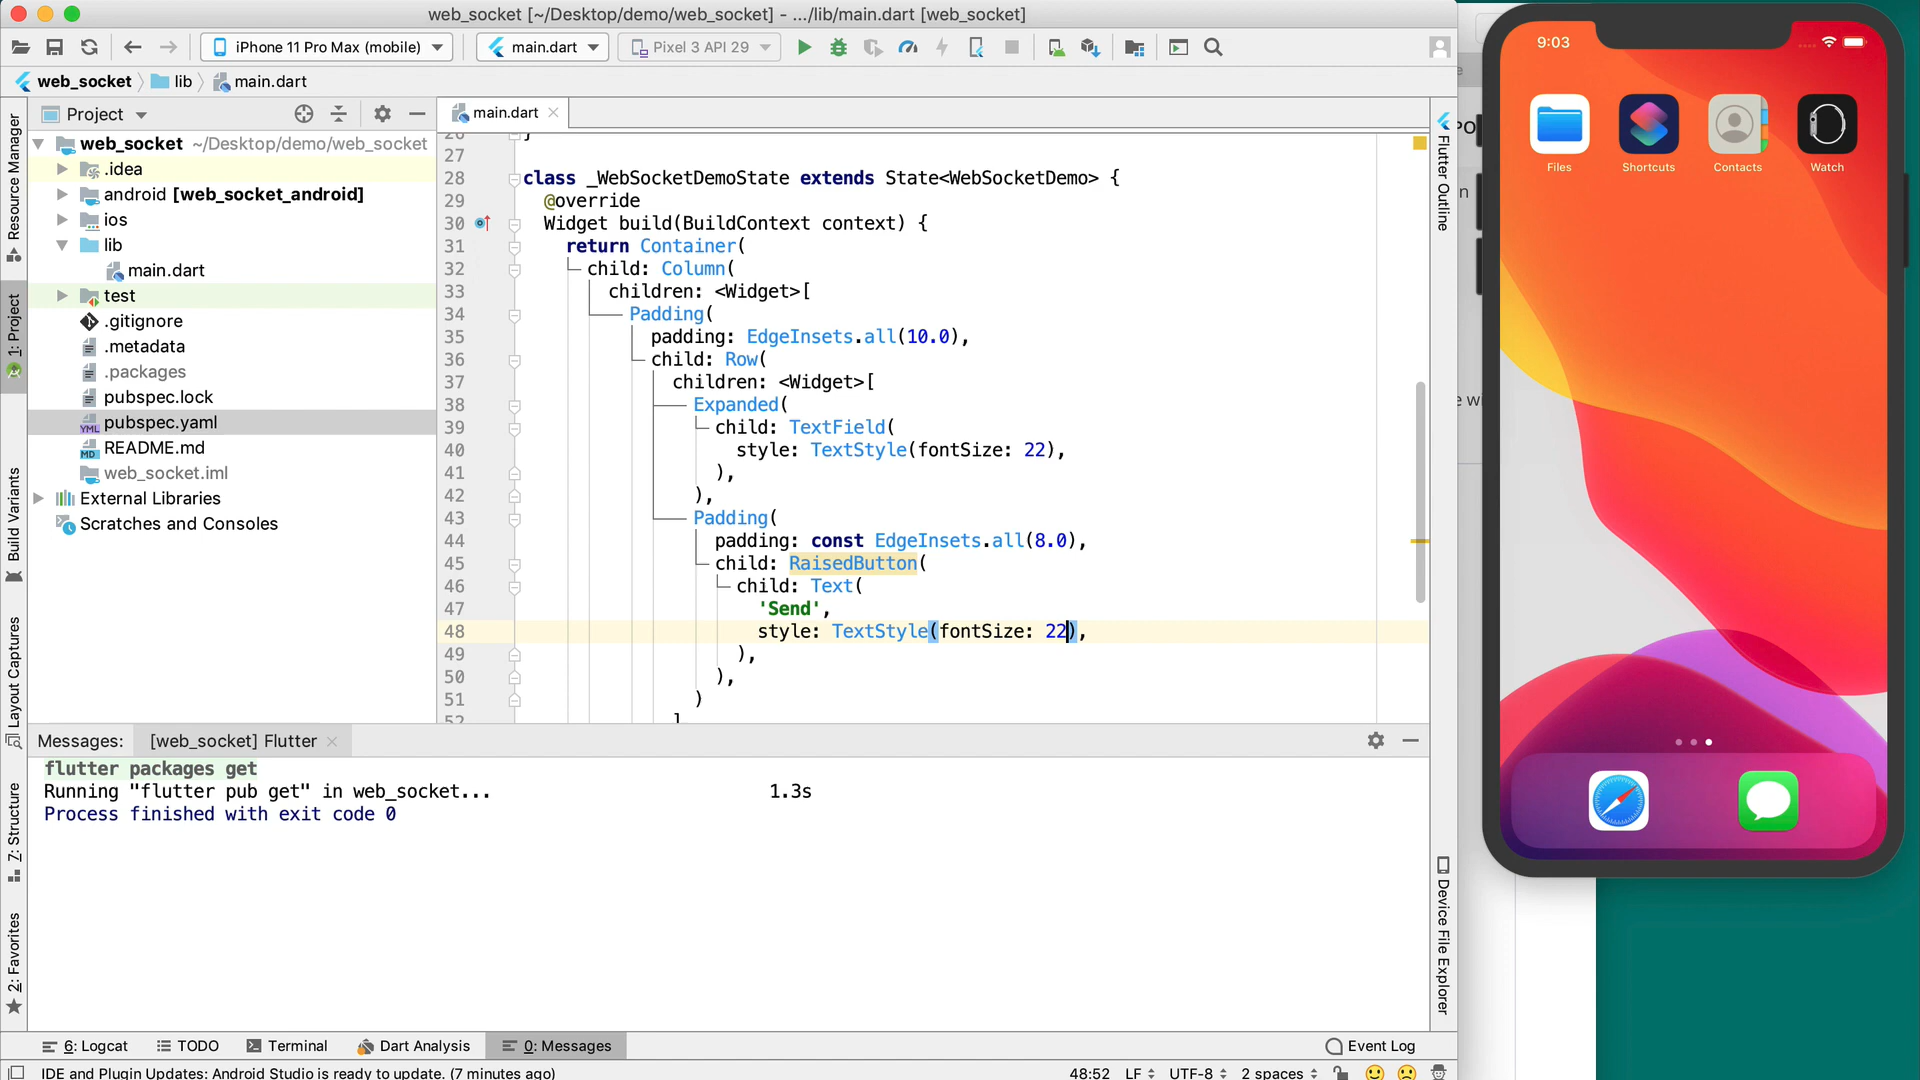 web_socket [~/Desktop/demo/web_socket] - .../lib/main.dart [web_socket]
iPhone 11 Pro Max (mobile)
main.dart
Pixel 3 API 29
web_socket
lib
main.dart
Project
main.dart
web_socket ~/Desktop/demo/web_socket
.idea
android [web_socket_android]
ios
lib
main.dart
test
.gitignore
.metadata
.packages
pubspec.lock
pubspec.yaml
README.md
web_socket.iml
External Libraries
Scratches and Consoles
Resource Manager
1: Project
Build Variants
Layout Captures
7: Structure
2: Favorites
27
28 class _WebSocketDemoState extends State<WebSocketDemo> {
29 @override
30 Widget build(BuildContext context) {
31 return Container(
32 child: Column(
33 children: <Widget>[
34 Padding(
35 padding: EdgeInsets.all(10.0),
36 child: Row(
37 children: <Widget>[
38 Expanded(
39 child: TextField(
40 style: TextStyle(fontSize: 22),
41 ),
42 ),
43 Padding(
44 padding: const EdgeInsets.all(8.0),
45 child: RaisedButton(
46 child: Text(
47 'Send',
48 style: TextStyle(fontSize: 22),
49 ),
50 ),
51 )
52 ]
Flutter Outline
Device File Explorer
Messages:
[web_socket] Flutter
flutter packages get
Running "flutter pub get" in web_socket... 1.3s
Process finished with exit code 0
6: Logcat
TODO
Terminal
Dart Analysis
0: Messages
Event Log
IDE and Plugin Updates: Android Studio is ready to update. (7 minutes ago)
48:52
LF
UTF-8
2 spaces
9:03
Files
Shortcuts
Contacts
Watch